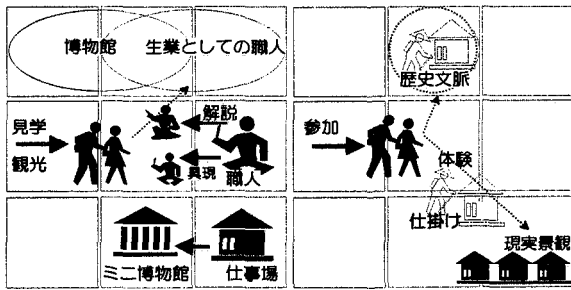 博物館
生業としての職人
見学
観光
解説
具現
職人
ミニ博物館
仕事場
歴史文脈
参加
体験
仕掛け
現実景観